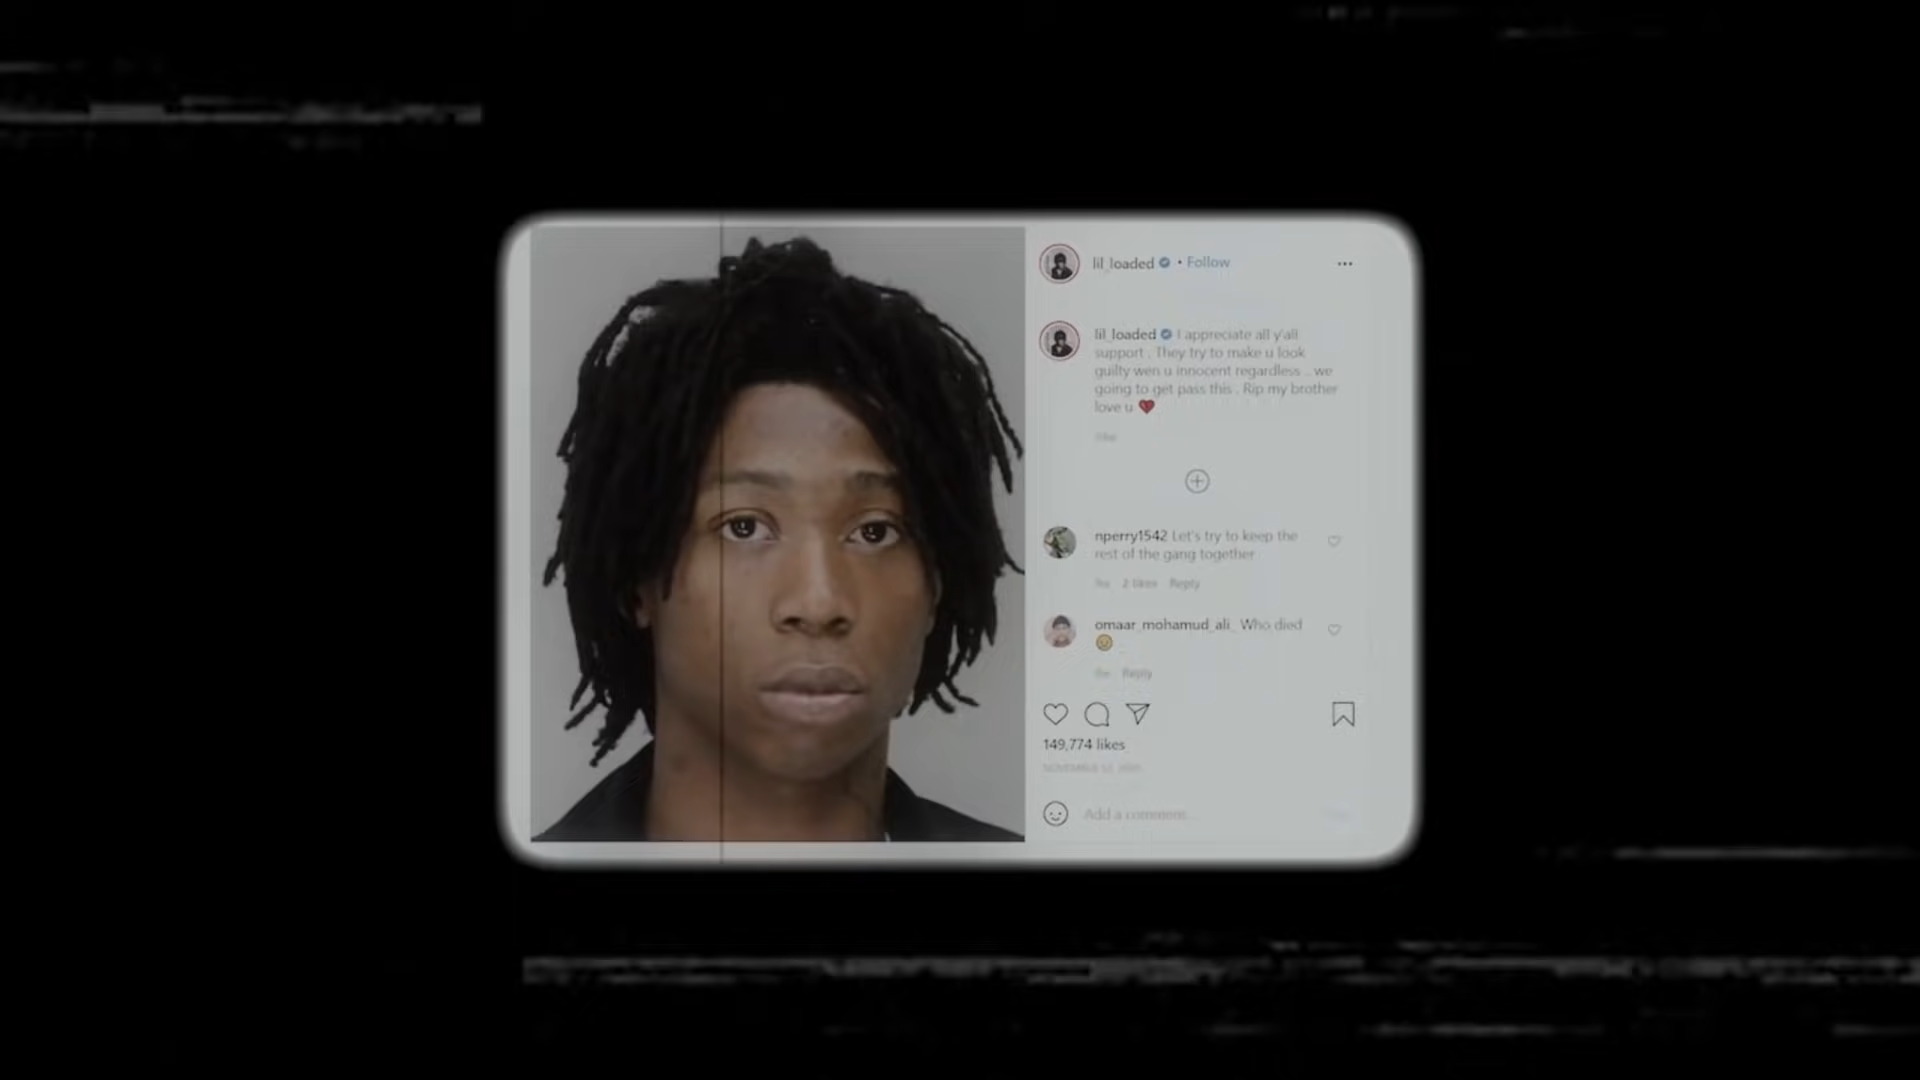 lil_loaded • Follow
lil_loaded I appreciate all y'all
support . They try to make u look
guilty wen u innocent regardless .. we
going to get pass this . Rip my brother
love u 💔
nperry1542 Let's try to keep the
rest of the gang together
2 likes Reply
omaar_mohamud_ali_ Who died
Reply
149,774 likes
NOVEMBER
Add a comment...